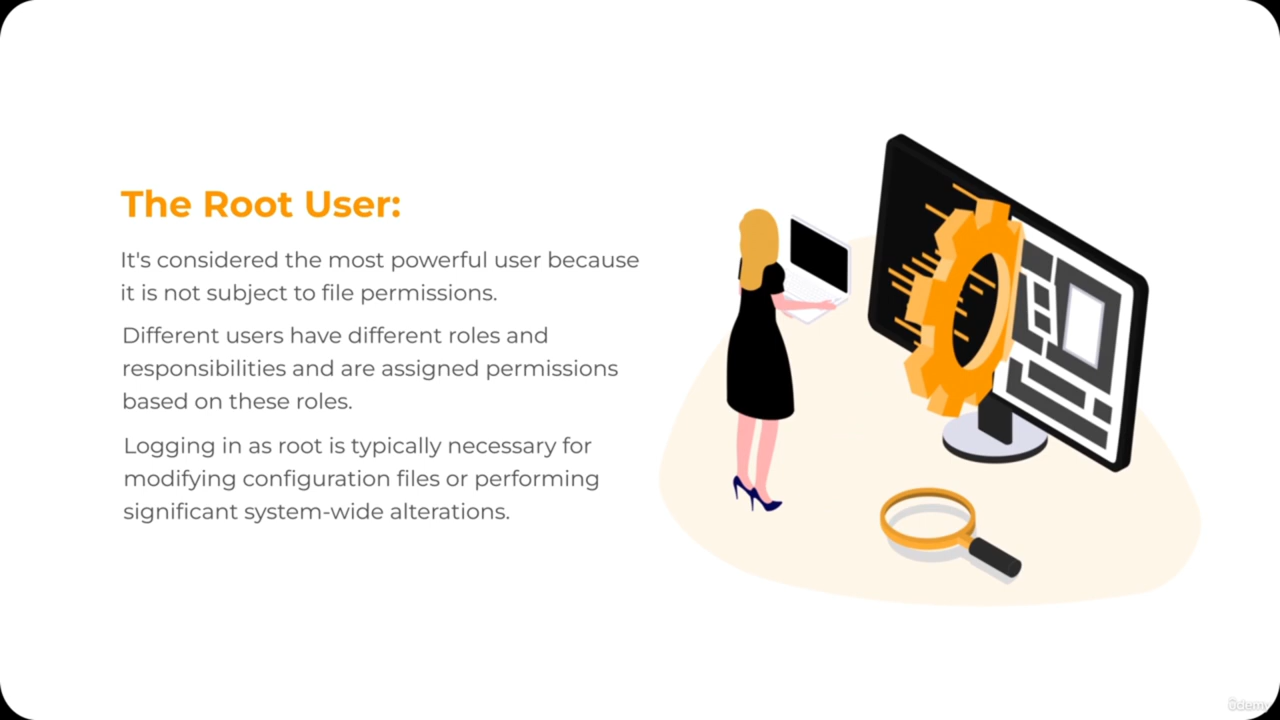 The Root User:
It's considered the most powerful user because
it is not subject to file permissions.
Different users have different roles and
responsibilities and are assigned permissions
based on these roles.
Logging in as root is typically necessary for
modifying configuration files or performing
significant system-wide alterations.
ûdemy